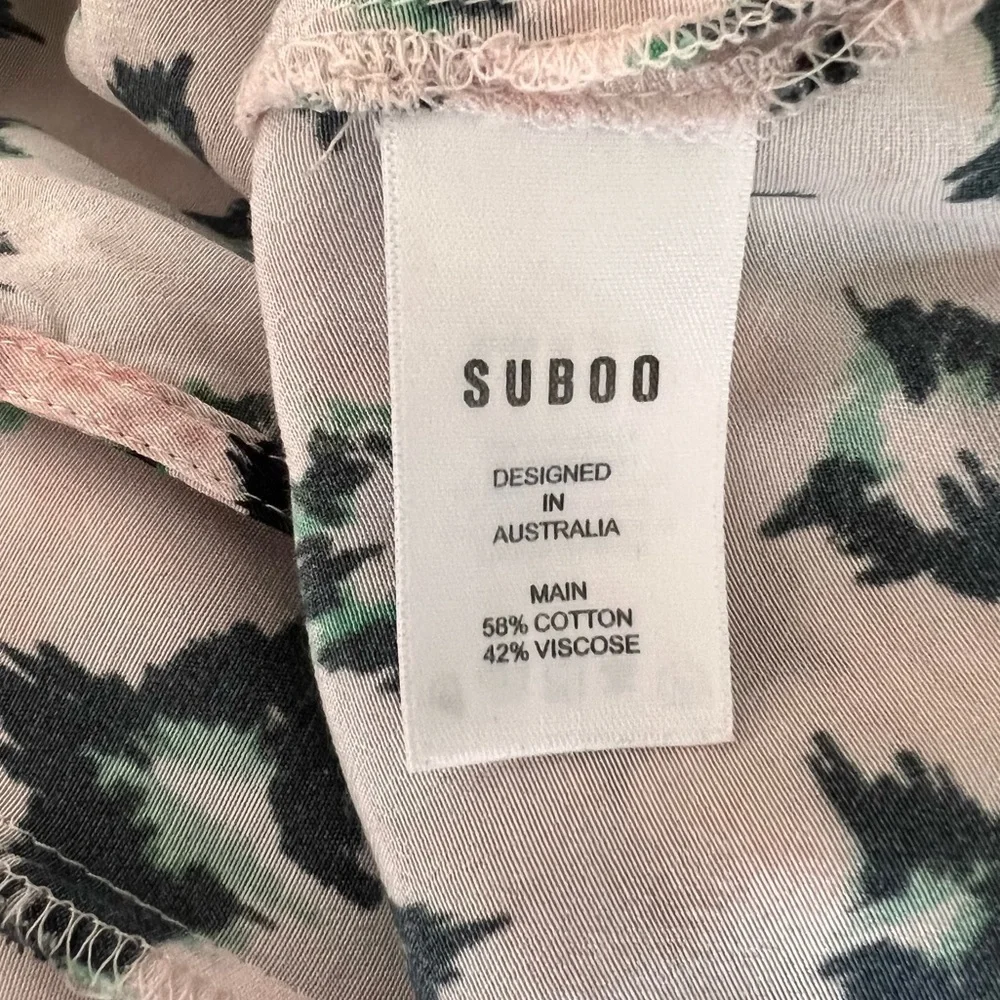 SUBOO
DESIGNED
IN
AUSTRALIA
MAIN
58% COTTON
42% VISCOSE